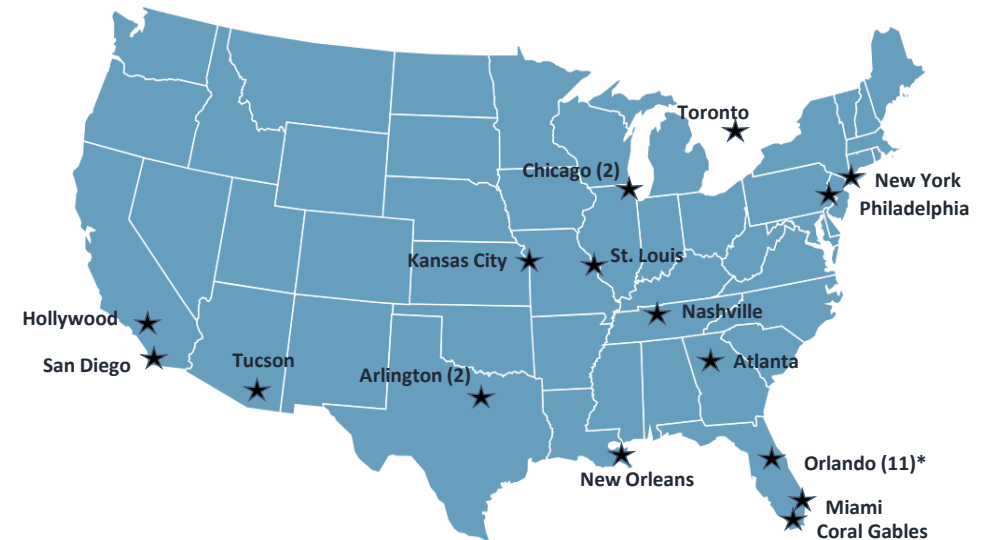 Toronto
Chicago (2)
New York
Philadelphia
Kansas City
St. Louis
Nashville
Hollywood
San Diego
Tucson
Arlington (2)
Atlanta
Orlando (11)*
New Orleans
Miami
Coral Gables